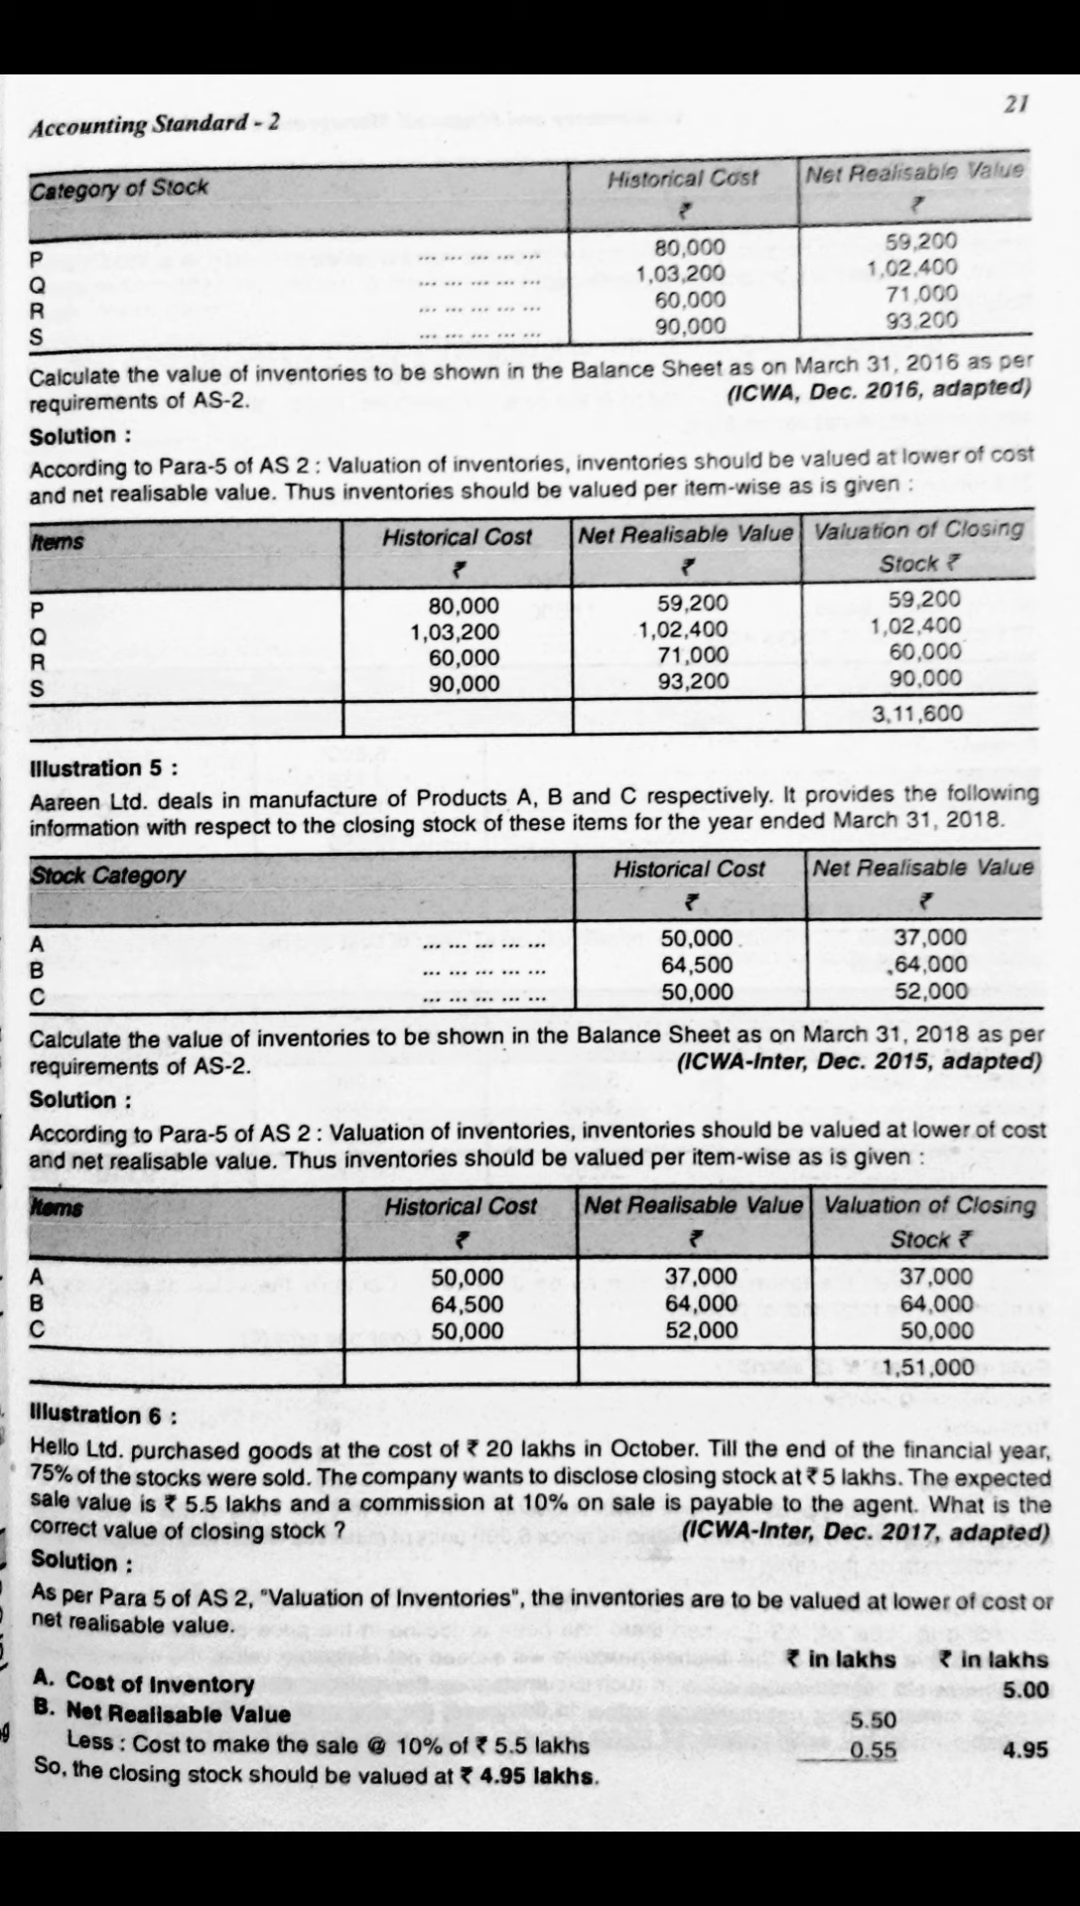 21
Accounting Standard - 2
Category of Stock Historical Cost Net Realisable Value
₹ ₹
P ... ... ... ... ... 80,000 59,200
Q ... ... ... ... ... 1,03,200 1,02,400
R ... ... ... ... ... 60,000 71,000
S ... ... ... ... ... 90,000 93,200
Calculate the value of inventories to be shown in the Balance Sheet as on March 31, 2016 as per
requirements of AS-2. (ICWA, Dec. 2016, adapted)
Solution :
According to Para-5 of AS 2 : Valuation of inventories, inventories should be valued at lower of cost
and net realisable value. Thus inventories should be valued per item-wise as is given :
Items Historical Cost Net Realisable Value Valuation of Closing
₹ ₹ Stock ₹
P 80,000 59,200 59,200
Q 1,03,200 1,02,400 1,02,400
R 60,000 71,000 60,000
S 90,000 93,200 90,000
3,11,600
Illustration 5 :
Aareen Ltd. deals in manufacture of Products A, B and C respectively. It provides the following
information with respect to the closing stock of these items for the year ended March 31, 2018.
Stock Category Historical Cost Net Realisable Value
₹ ₹
A ... ... ... ... ... 50,000 37,000
B ... ... ... ... ... 64,500 64,000
C ... ... ... ... ... 50,000 52,000
Calculate the value of inventories to be shown in the Balance Sheet as on March 31, 2018 as per
requirements of AS-2. (ICWA-Inter, Dec. 2015, adapted)
Solution :
According to Para-5 of AS 2 : Valuation of inventories, inventories should be valued at lower of cost
and net realisable value. Thus inventories should be valued per item-wise as is given :
Items Historical Cost Net Realisable Value Valuation of Closing
₹ ₹ Stock ₹
A 50,000 37,000 37,000
B 64,500 64,000 64,000
C 50,000 52,000 50,000
1,51,000
Illustration 6 :
Hello Ltd. purchased goods at the cost of ₹ 20 lakhs in October. Till the end of the financial year,
75% of the stocks were sold. The company wants to disclose closing stock at ₹ 5 lakhs. The expected
sale value is ₹ 5.5 lakhs and a commission at 10% on sale is payable to the agent. What is the
correct value of closing stock ? (ICWA-Inter, Dec. 2017, adapted)
Solution :
As per Para 5 of AS 2, "Valuation of Inventories", the inventories are to be valued at lower of cost or
net realisable value.
₹ in lakhs ₹ in lakhs
A. Cost of Inventory 5.00
B. Net Realisable Value 5.50
Less : Cost to make the sale @ 10% of ₹ 5.5 lakhs 0.55 4.95
So, the closing stock should be valued at ₹ 4.95 lakhs.